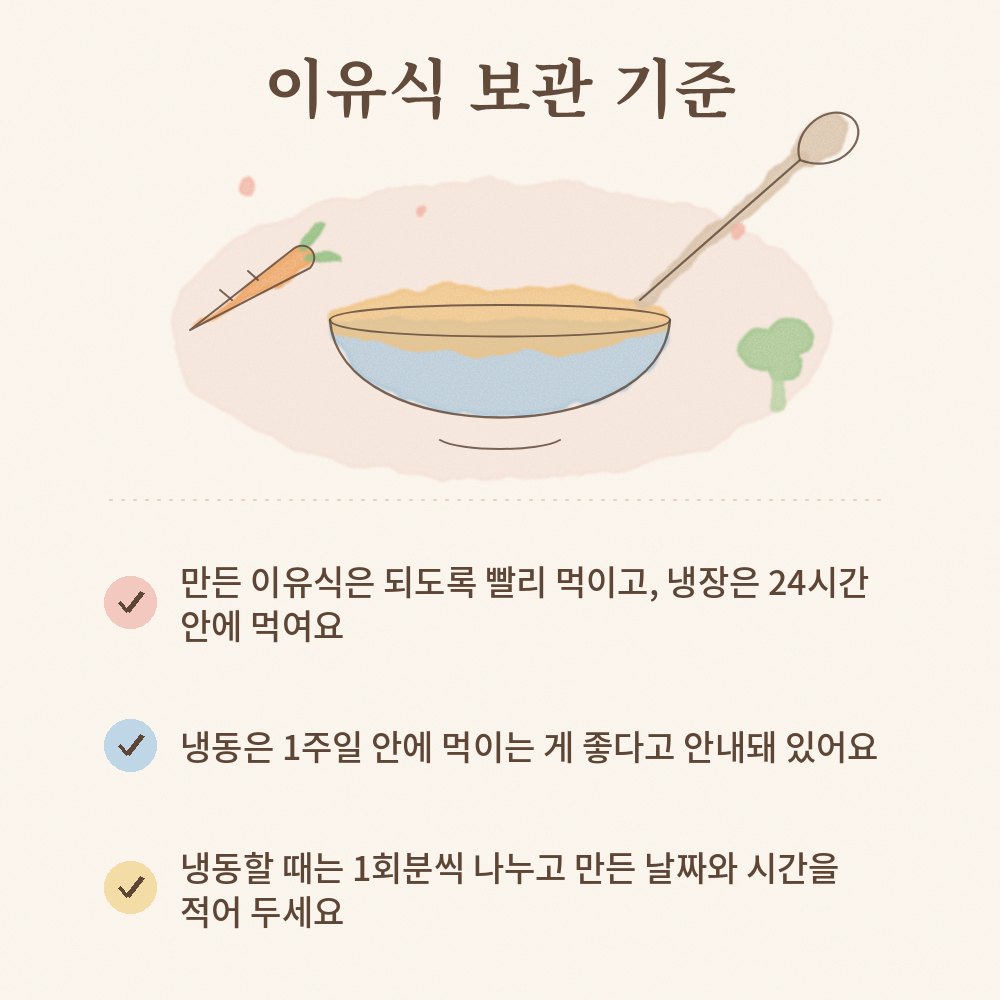 이유식 보관 기준
만든 이유식은 되도록 빨리 먹이고, 냉장은 24시간
안에 먹여요
냉동은 1주일 안에 먹이는 게 좋다고 안내돼 있어요
냉동할 때는 1회분씩 나누고 만든 날짜와 시간을
적어 두세요